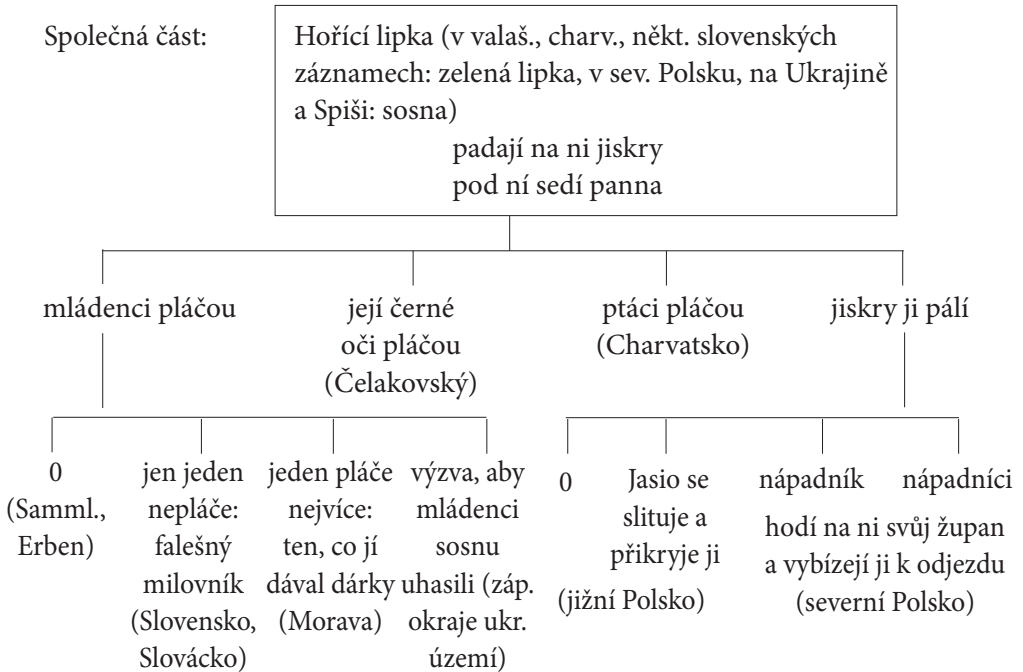 Společná část:
Hořící lipka (v valaš., charv., někt. slovenských
záznamech: zelená lipka, v sev. Polsku, na Ukrajině
a Spiši: sosna)
padají na ni jiskry
pod ní sedí panna
mládenci pláčou
její černé
oči pláčou
(Čelakovský)
ptáci pláčou
(Charvatsko)
jiskry ji pálí
0
(Samml.,
Erben)
jen jeden
nepláče:
falešný
milovník
(Slovensko,
Slovácko)
jeden pláče
nejvíce:
ten, co jí
dával dárky
(Morava)
výzva, aby
mládenci
sosnu
uhasili (záp.
okraje ukr.
území)
0
Jasio se
slituje a
přikryje ji
(jižní Polsko)
nápadník
nápadníci
hodí na ni svůj župan
a vybízejí ji k odjezdu
(severní Polsko)